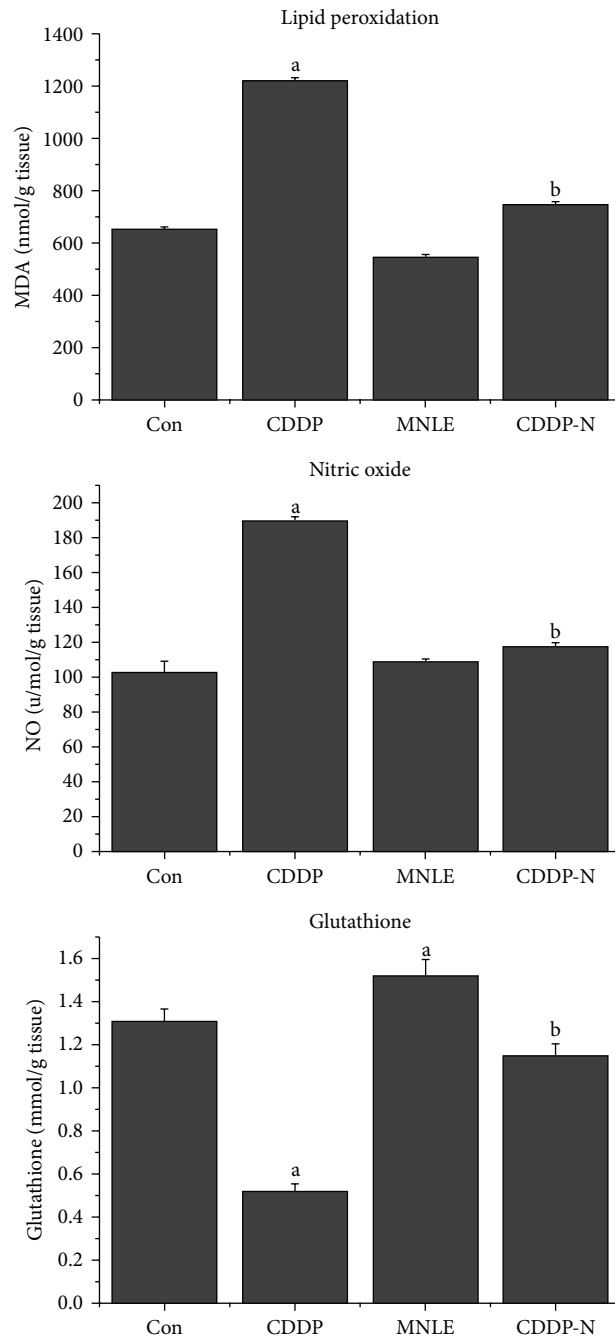 Lipid peroxidation
MDA (nmol/g tissue)
1400
1200
1000
800
600
400
200
0
a
b
Con CDDP MNLE CDDP-N
Nitric oxide
NO (u/mol/g tissue)
200
180
160
140
120
100
80
60
40
20
0
a
b
Con CDDP MNLE CDDP-N
Glutathione
Glutathione (mmol/g tissue)
1.6
1.4
1.2
1.0
0.8
0.6
0.4
0.2
0.0
a
a
b
Con CDDP MNLE CDDP-N